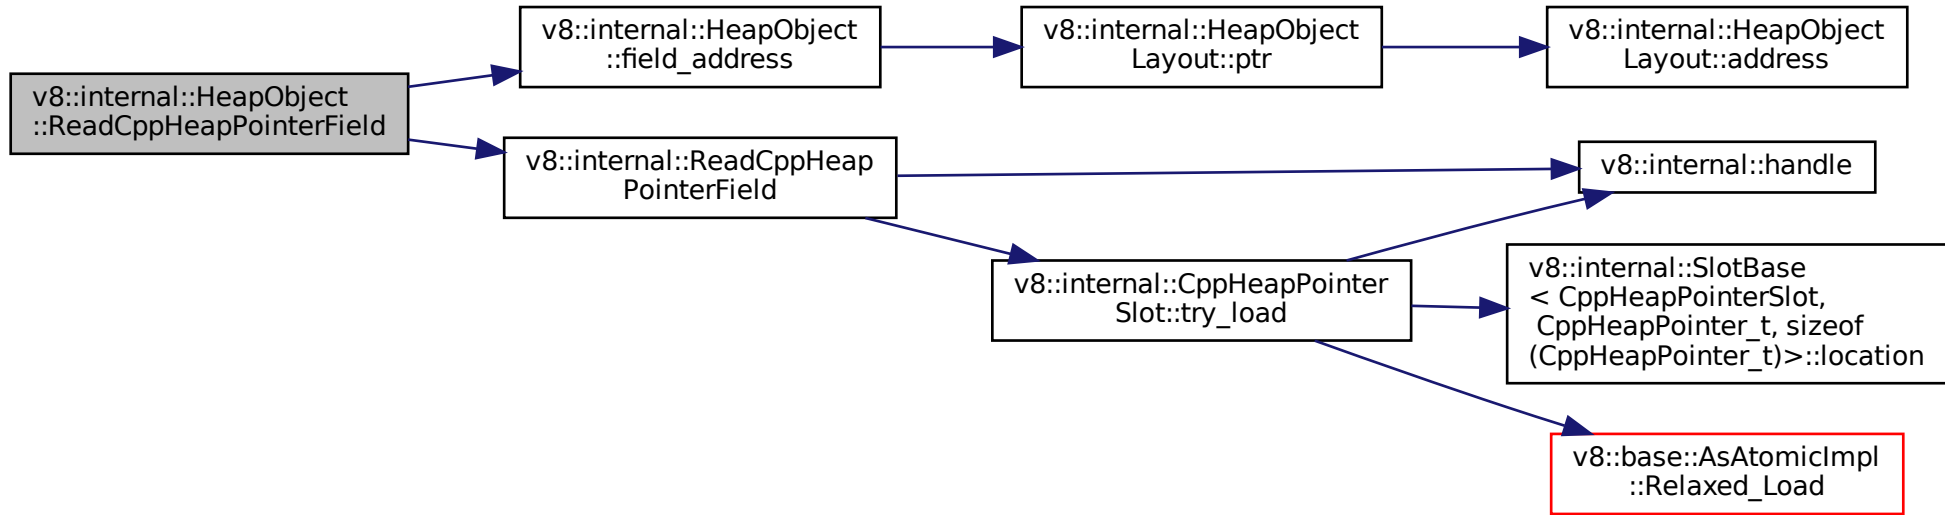 v8::internal::HeapObject
::ReadCppHeapPointerField
v8::internal::HeapObject
::field_address
v8::internal::HeapObject
Layout::ptr
v8::internal::HeapObject
Layout::address
v8::internal::ReadCppHeap
PointerField
v8::internal::handle
v8::internal::CppHeapPointer
Slot::try_load
v8::internal::SlotBase
< CppHeapPointerSlot,
CppHeapPointer_t, sizeof
(CppHeapPointer_t)>::location
v8::base::AsAtomicImpl
::Relaxed_Load